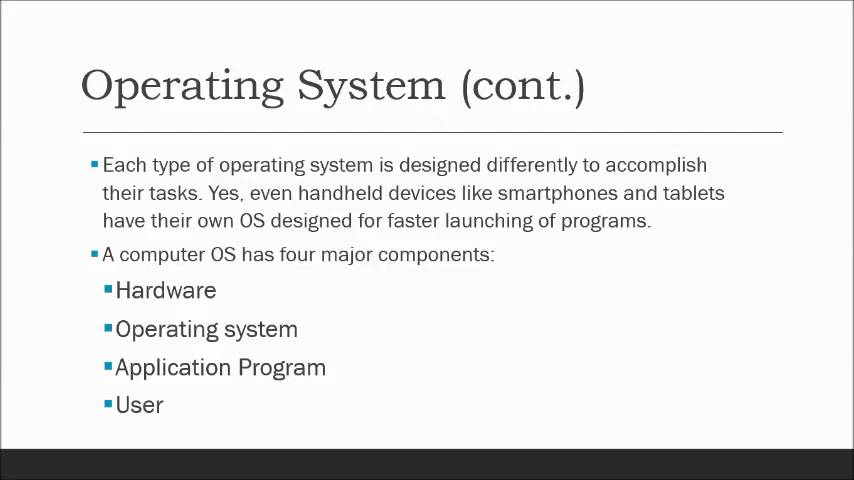 Operating System (cont.)
Each type of operating system is designed differently to accomplish
their tasks. Yes, even handheld devices like smartphones and tablets
have their own OS designed for faster launching of programs.
A computer OS has four major components:
Hardware
Operating system
Application Program
User